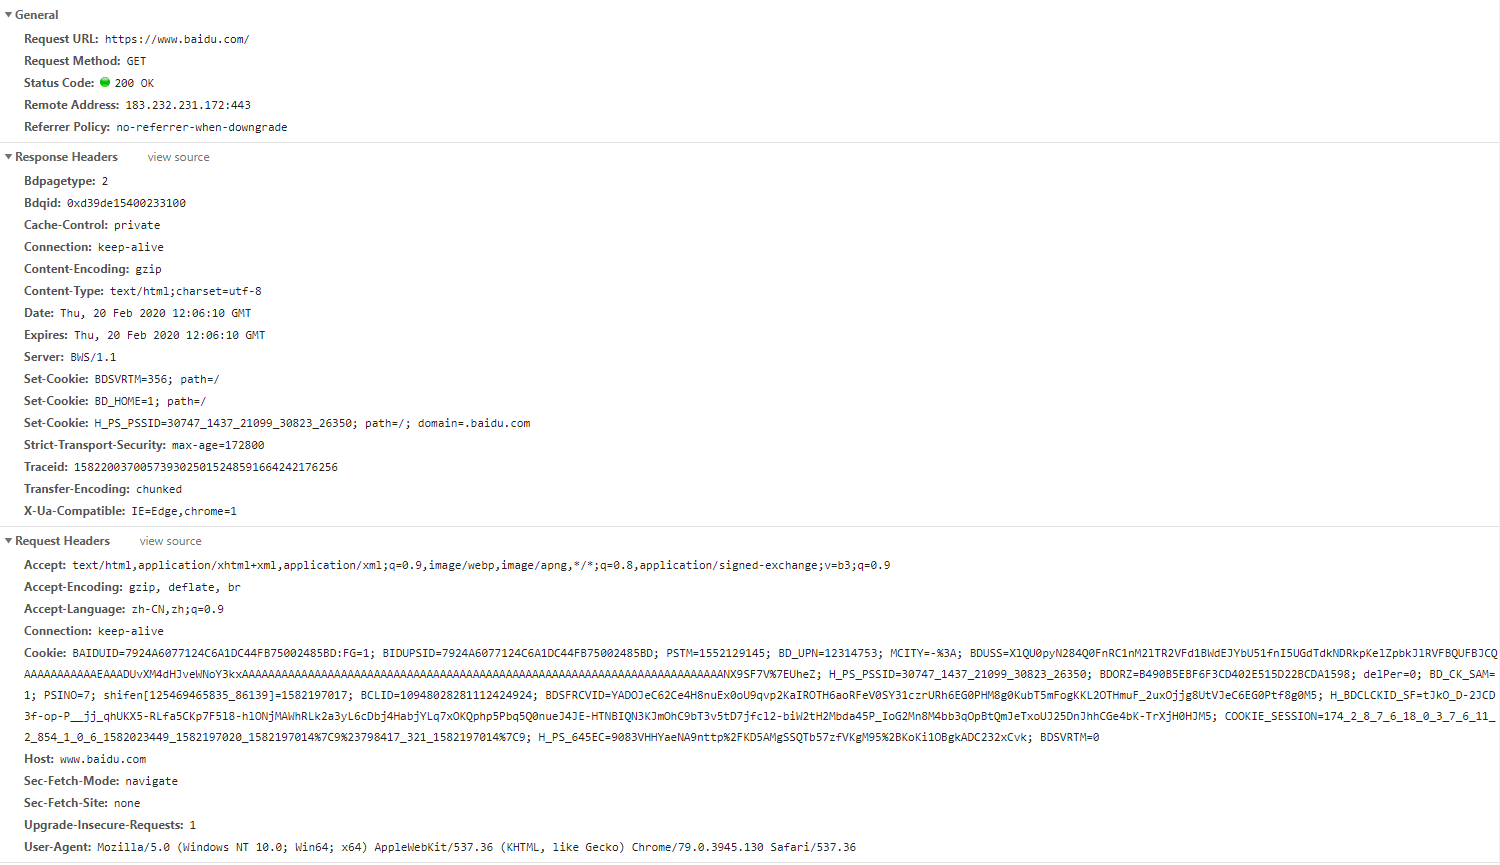 General
Request URL: https://www.baidu.com/
Request Method: GET
Status Code: 200 OK
Remote Address: 183.232.231.172:443
Referrer Policy: no-referrer-when-downgrade
Response Headers view source
Bdpagetype: 2
Bdqid: 0xd39de15400233100
Cache-Control: private
Connection: keep-alive
Content-Encoding: gzip
Content-Type: text/html;charset=utf-8
Date: Thu, 20 Feb 2020 12:06:10 GMT
Expires: Thu, 20 Feb 2020 12:06:10 GMT
Server: BWS/1.1
Set-Cookie: BDSVRTM=356; path=/
Set-Cookie: BD_HOME=1; path=/
Set-Cookie: H_PS_PSSID=30747_1437_21099_30823_26350; path=/; domain=.baidu.com
Strict-Transport-Security: max-age=172800
Traceid: 1582200370057393025015248591664242176256
Transfer-Encoding: chunked
X-Ua-Compatible: IE=Edge,chrome=1
Request Headers view source
Accept: text/html,application/xhtml+xml,application/xml;q=0.9,image/webp,image/apng,*/*;q=0.8,application/signed-exchange;v=b3;q=0.9
Accept-Encoding: gzip, deflate, br
Accept-Language: zh-CN,zh;q=0.9
Connection: keep-alive
Cookie: BAIDUID=7924A6077124C6A1DC44FB75002485BD:FG=1; BIDUPSID=7924A6077124C6A1DC44FB75002485BD; PSTM=1552129145; BD_UPN=12314753; MCITY=-%3A; BDUSS=XlQU0pyN284Q0FnRC1nM2lTR2VFd1BWdEJYbU51fnI5UGdTdkNDRkpKelZpbkJlRVFBQUFBJCQ
AAAAAAAAAAAEAAADUvXM4dHJveWNoY3kxAAAAAAAAAAAAAAAAAAAAAAAAAAAAAAAAAAAAAAAAAAAAAAAAAAAAAAAAAAAAAAAAAAAAAAAAANX9SF7V%7EUheZ; H_PS_PSSID=30747_1437_21099_30823_26350; BDORZ=B490B5EBF6F3CD402E515D22BCDA1598; delPer=0; BD_CK_SAM=
1; PSINO=7; shifen[125469465835_86139]=1582197017; BCLID=10948028281112424924; BDSFRCVID=YADOJeC62Ce4H8nuEx0oU9qvp2KaIROTH6aoRFeV0SY31czrURh6EG0PHM8g0KubT5mFogKKL2OTHmuF_2uxOjjg8UtVJeC6EG0Ptf8g0M5; H_BDCLCKID_SF=tJkO_D-2JCD
3f-op-P__jj_qhUKX5-RLfa5CKp7F5l8-hlONjMAWhRLk2a3yL6cDbj4HabjYLq7xOKQphp5Pbq5Q0nueJ4JE-HTNBIQN3KJmOhC9bT3v5tD7jfcl2-biW2tH2Mbda45P_IoG2Mn8M4bb3qOpBtQmJeTxoUJ25DnJhhCGe4bK-TrXjH0HJM5; COOKIE_SESSION=174_2_8_7_6_18_0_3_7_6_11_
2_854_1_0_6_1582023449_1582197020_1582197014%7C9%23798417_321_1582197014%7C9; H_PS_645EC=9083VHHYaeNA9nttp%2FKD5AMgSSQTb57zfVKgM95%2BKoKi1OBgkADC232xCvk; BDSVRTM=0
Host: www.baidu.com
Sec-Fetch-Mode: navigate
Sec-Fetch-Site: none
Upgrade-Insecure-Requests: 1
User-Agent: Mozilla/5.0 (Windows NT 10.0; Win64; x64) AppleWebKit/537.36 (KHTML, like Gecko) Chrome/79.0.3945.130 Safari/537.36